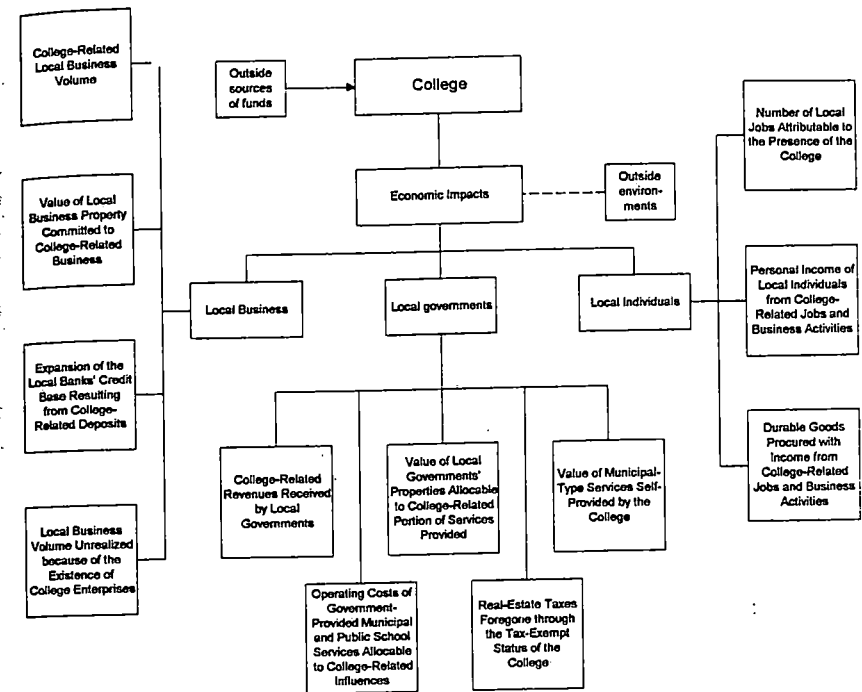 College-Related
Local Business
Volume
Outside
sources
of funds
College
Number of Local
Jobs Attributable to
the Presence of the
College
Economic Impacts
Outside
environ-
ments
Value of Local
Business Property
Committed to
College-Related
Business
Local Business
Local governments
Local Individuals
Personal Income of
Local Individuals
from College-
Related Jobs and
Business Activities
Expansion of the
Local Banks' Credit
Base Resulting
from College-
Related Deposits
College-Related
Revenues Received
by Local
Governments
Value of Local
Governments'
Properties Allocable
to College-Related
Portion of Services
Provided
Value of Municipal-
Type Services Self-
Provided by the
College
Durable Goods
Procured with
Income from
College-Related
Jobs and Business
Activities
Local Business
Volume Unrealized
because of the
Existence of
College Enterprises
Operating Costs of
Government-
Provided Municipal
and Public School
Services Allocable
to College-Related
Influences
Real-Estate Taxes
Foregone through
the Tax-Exempt
Status of the
College